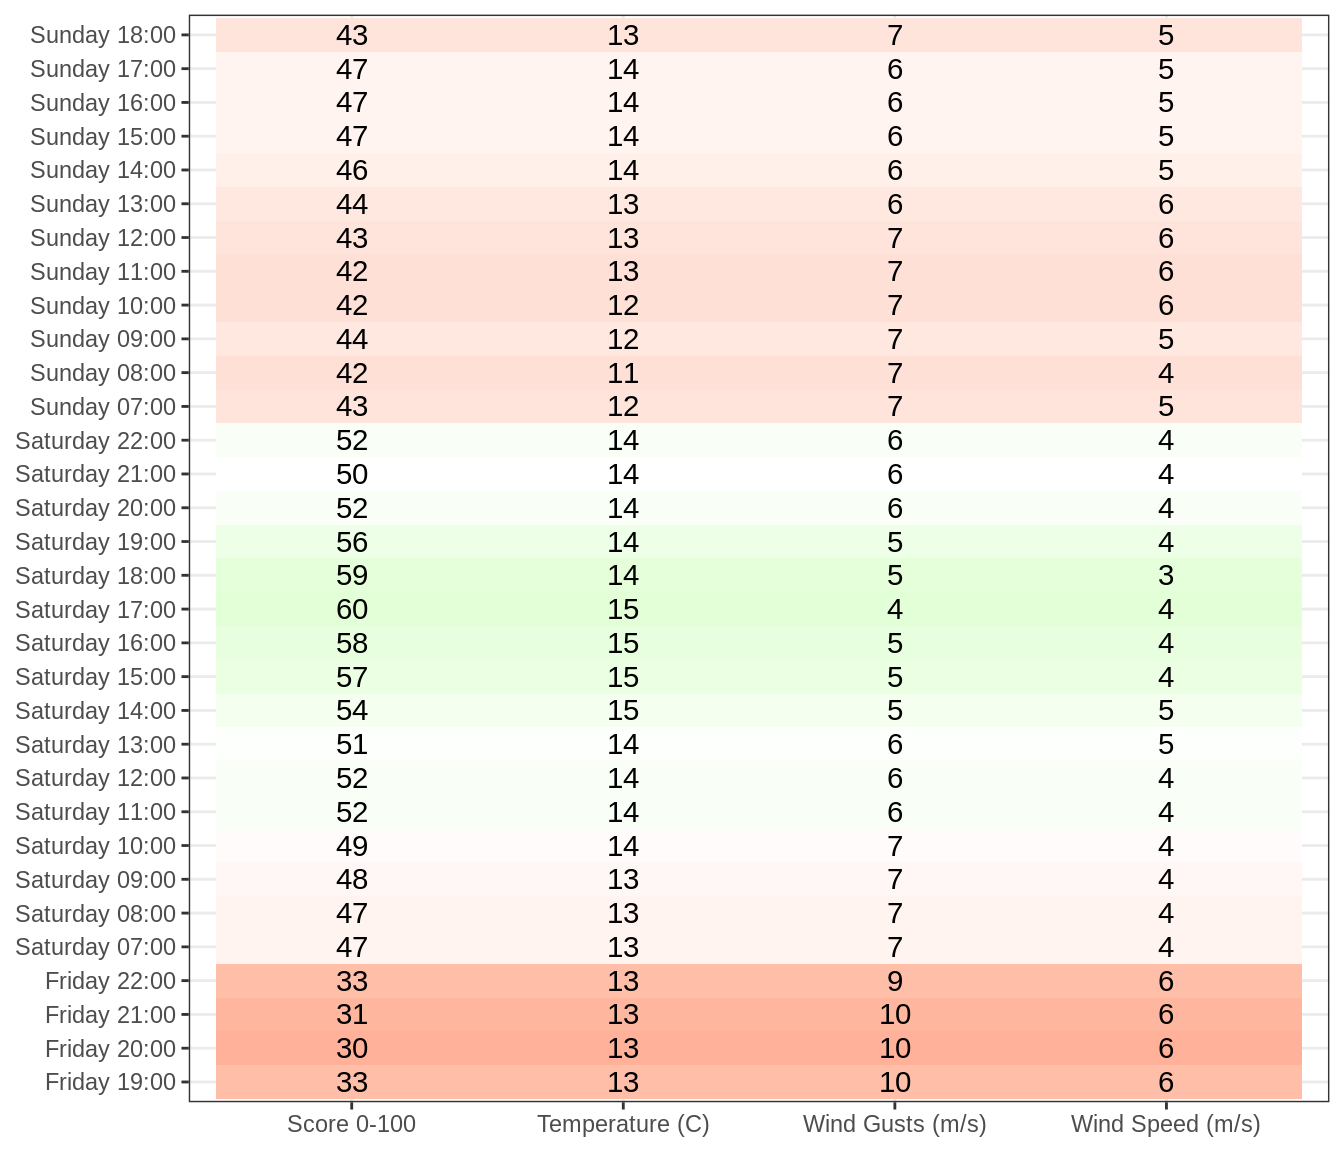 Sunday 18:00 43 13 7 5
Sunday 17:00 47 14 6 5
Sunday 16:00 47 14 6 5
Sunday 15:00 47 14 6 5
Sunday 14:00 46 14 6 5
Sunday 13:00 44 13 6 6
Sunday 12:00 43 13 7 6
Sunday 11:00 42 13 7 6
Sunday 10:00 42 12 7 6
Sunday 09:00 44 12 7 5
Sunday 08:00 42 11 7 4
Sunday 07:00 43 12 7 5
Saturday 22:00 52 14 6 4
Saturday 21:00 50 14 6 4
Saturday 20:00 52 14 6 4
Saturday 19:00 56 14 5 4
Saturday 18:00 59 14 5 3
Saturday 17:00 60 15 4 4
Saturday 16:00 58 15 5 4
Saturday 15:00 57 15 5 4
Saturday 14:00 54 15 5 5
Saturday 13:00 51 14 6 5
Saturday 12:00 52 14 6 4
Saturday 11:00 52 14 6 4
Saturday 10:00 49 14 7 4
Saturday 09:00 48 13 7 4
Saturday 08:00 47 13 7 4
Saturday 07:00 47 13 7 4
Friday 22:00 33 13 9 6
Friday 21:00 31 13 10 6
Friday 20:00 30 13 10 6
Friday 19:00 33 13 10 6
Score 0-100 Temperature (C) Wind Gusts (m/s) Wind Speed (m/s)